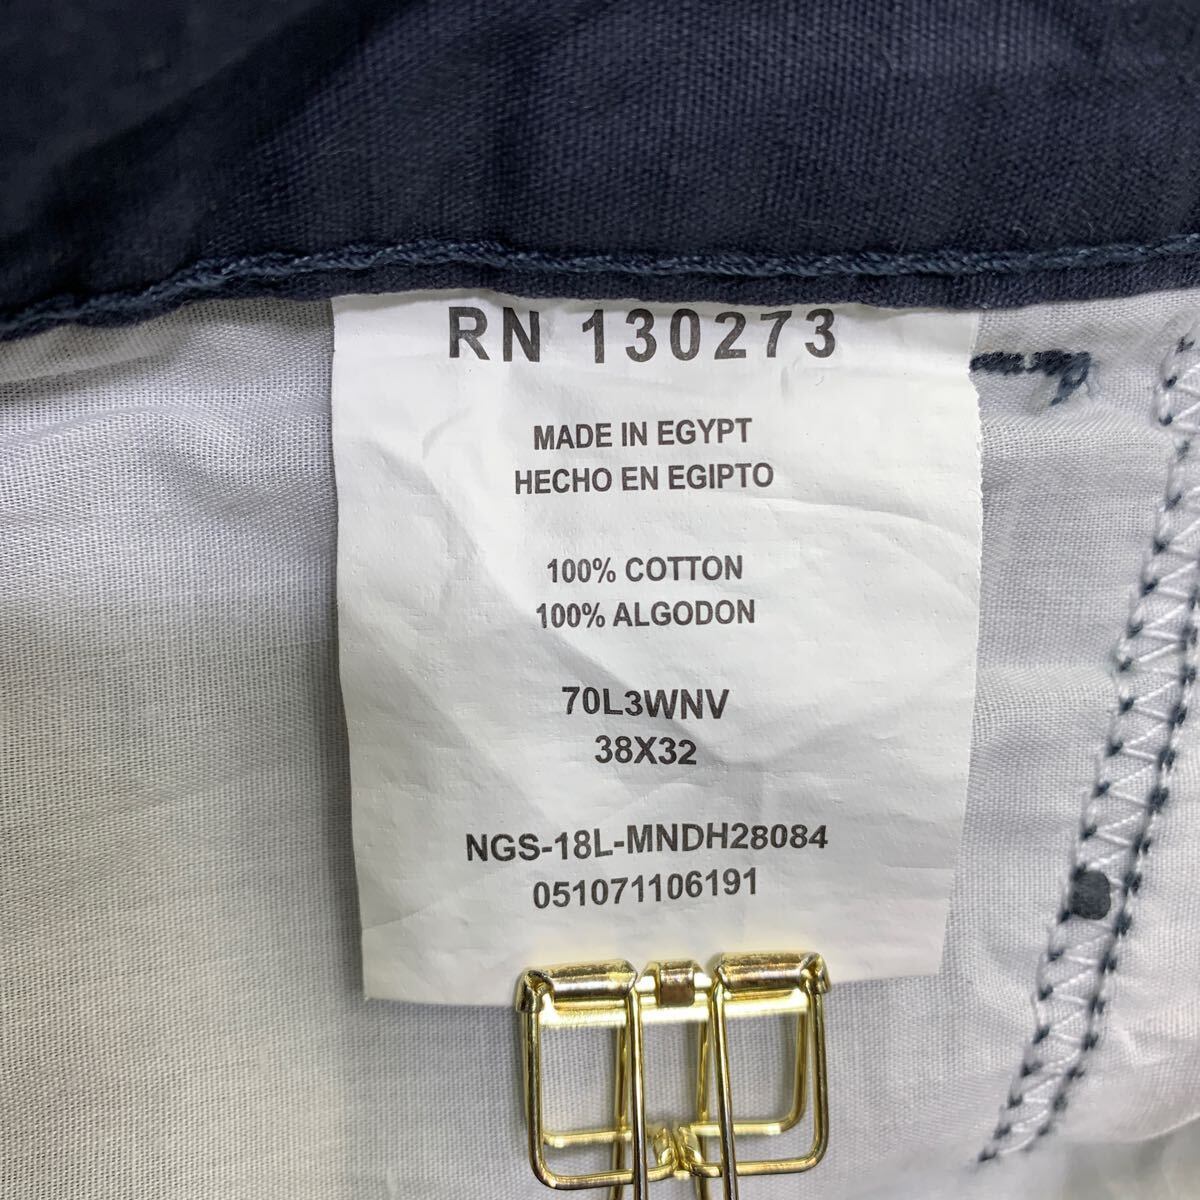 RN 130273
MADE IN EGYPT
HECHO EN EGIPTO
100% COTTON
100% ALGODON
70L3WNV
38X32
NGS-18L-MNDH28084
051071106191